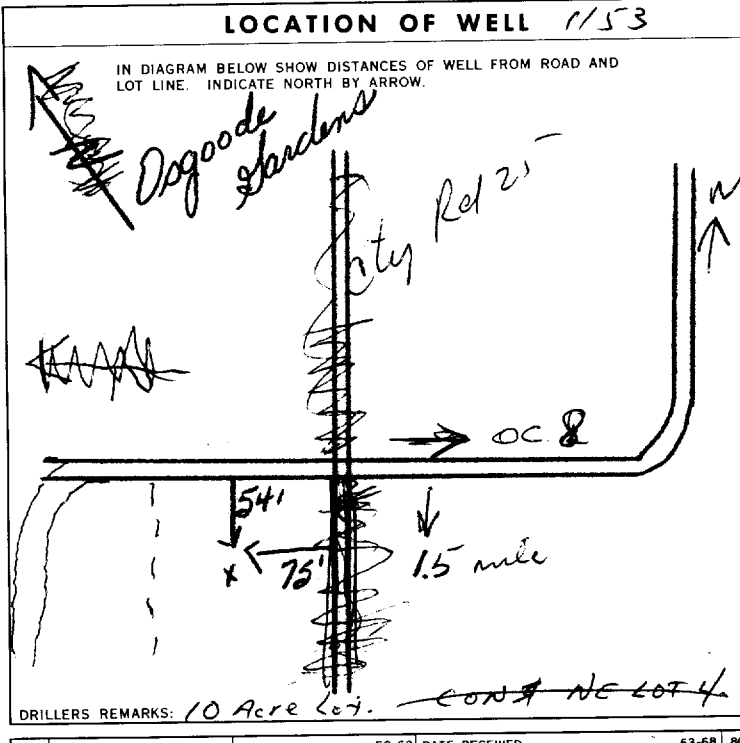 LOCATION OF WELL 1153
IN DIAGRAM BELOW SHOW DISTANCES OF WELL FROM ROAD AND
LOT LINE. INDICATE NORTH BY ARROW.
Osgoode
Gardens
City Rd 25
N
OC 8
54'
x
75'
1.5 mile
DRILLERS REMARKS: 10 Acre Lot. CON NE LOT 4.
DATE RECEIVED
63-68 80